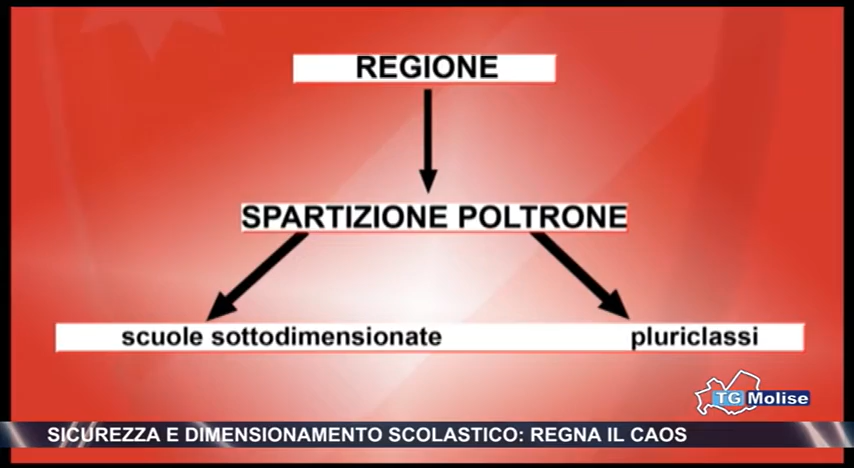 REGIONE
SPARTIZIONE POLTRONE
scuole sottodimensionate pluriclassi
TG Molise
SICUREZZA E DIMENSIONAMENTO SCOLASTICO: REGNA IL CAOS